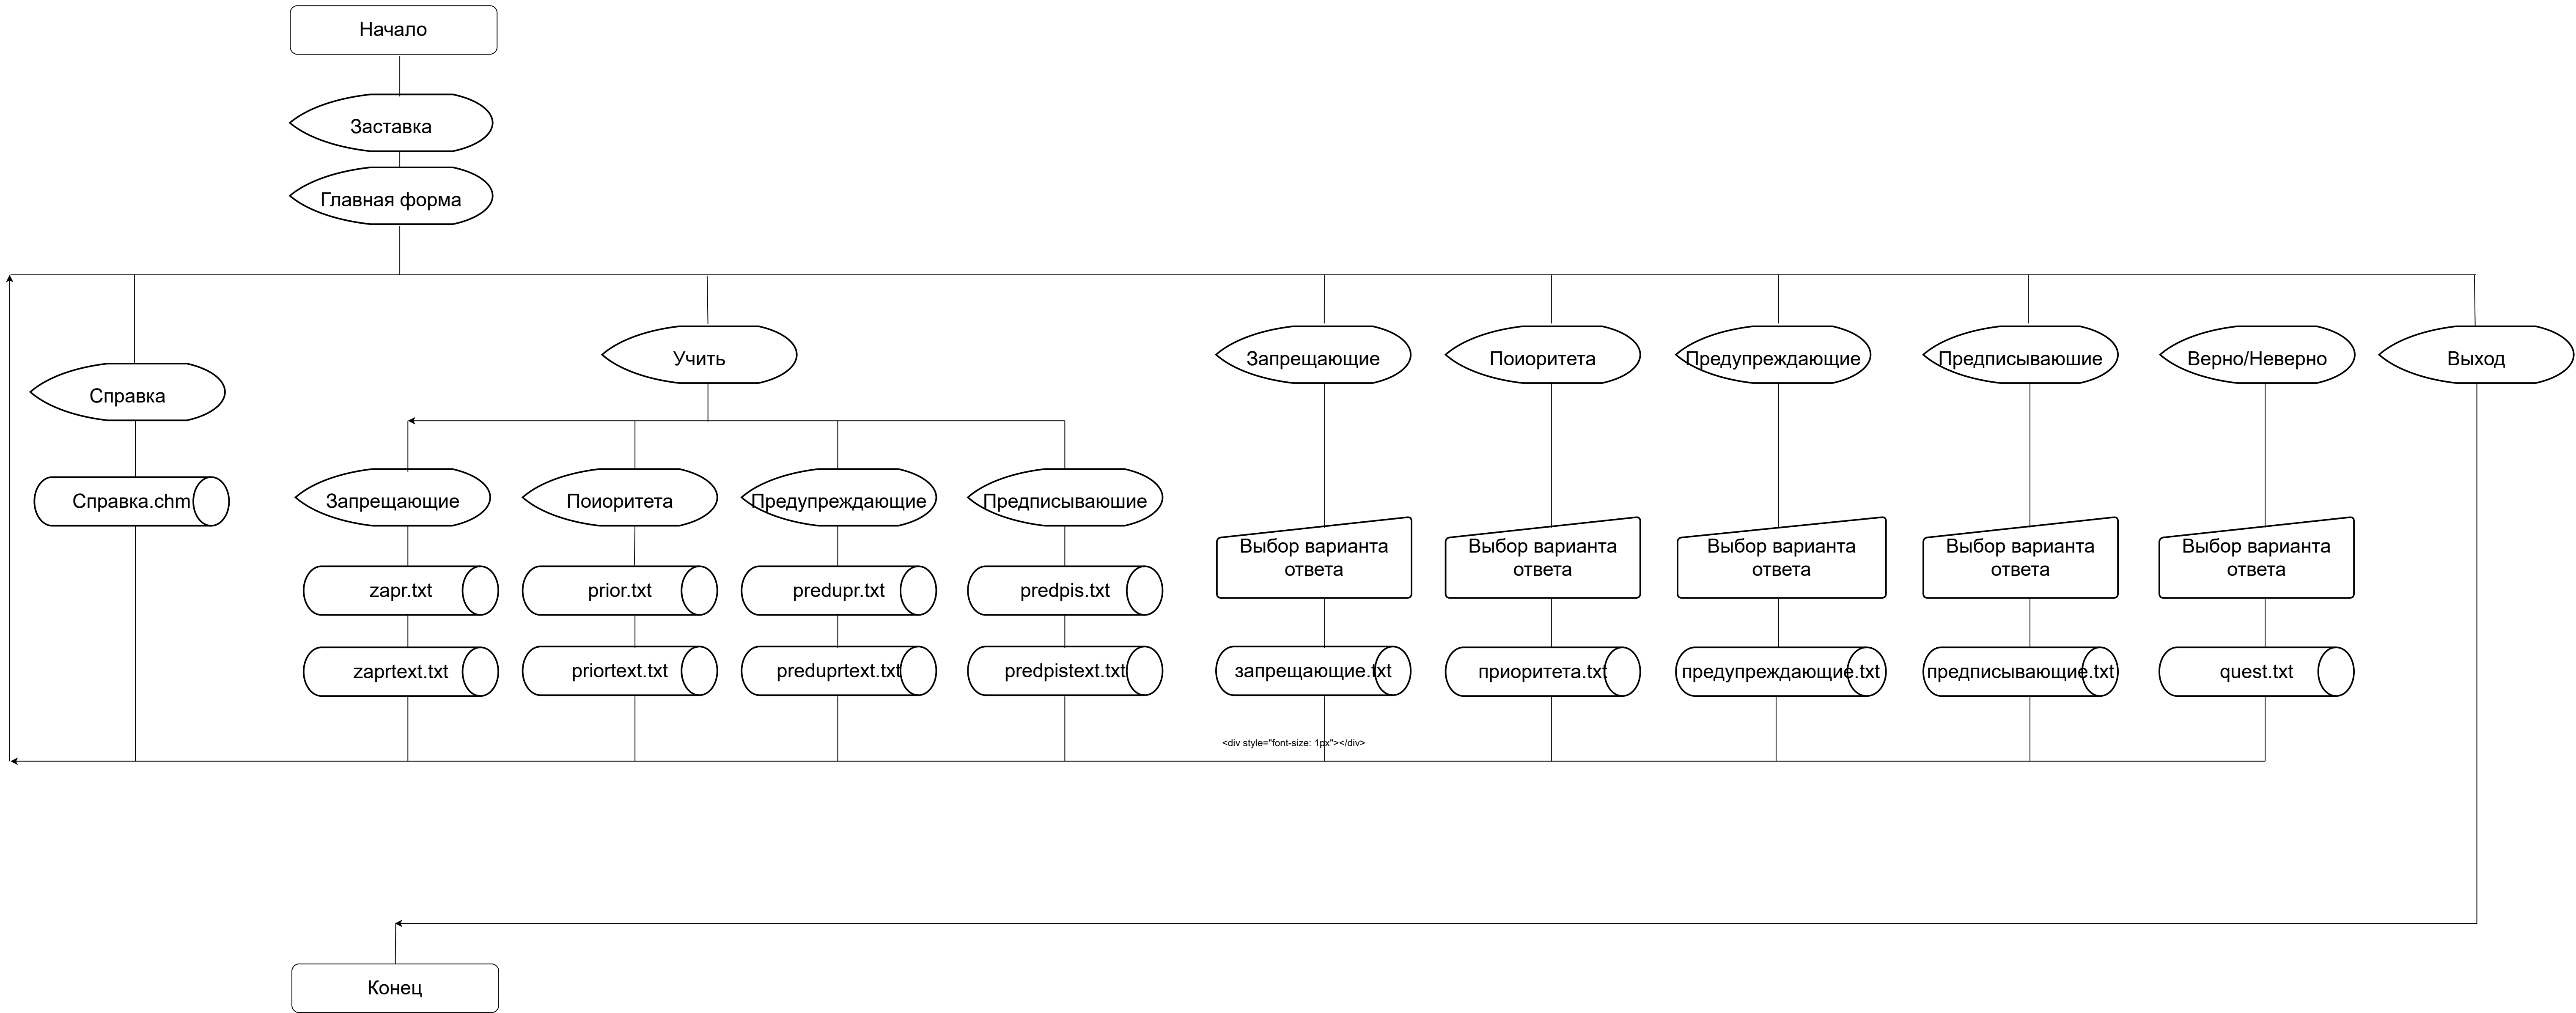 Начало
Заставка
Главная форма
Справка
Учить
Запрещающие
Поиоритета
Предупреждающие
Предписываюшие
Верно/Неверно
Выход
Справка.chm
Запрещающие
Поиоритета
Предупреждающие
Предписываюшие
Выбор варианта
ответа
Выбор варианта
ответа
Выбор варианта
ответа
Выбор варианта
ответа
Выбор варианта
ответа
zapr.txt
prior.txt
predupr.txt
predpis.txt
zaprtext.txt
priortext.txt
preduprtext.txt
predpistext.txt
запрещающие.txt
приоритета.txt
предупреждающие.txt
предписывающие.txt
quest.txt
<div style="font-size: 1px"></div>
Конец